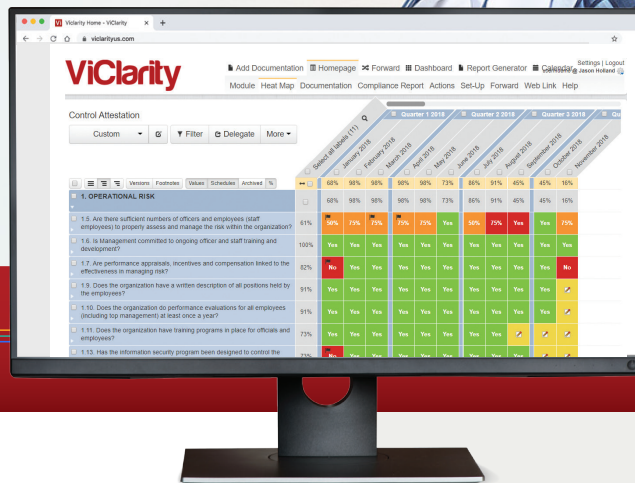 Viclarity Home - ViClarity
viclarityus.com
Settings | Logout
ViClarity
Add Documentation Homepage Forward Dashboard Report Generator Calendar
username @ Jason Holland
Module Heat Map Documentation Compliance Report Actions Set-Up Forward Web Link Help
Control Attestation
Custom Filter Delegate More
Quarter 1 2018 Quarter 2 2018 Quarter 3 2018 Qu
Select all labels (11) January 2018 February 2018 March 2018 April 2018 May 2018 June 2018 July 2018 August 2018 September 2018 October 2018 November 2018
Versions Footnotes Values Schedules Archived % 68% 98% 98% 98% 98% 73% 86% 91% 45% 45% 16%
1. OPERATIONAL RISK 68% 98% 98% 98% 98% 73% 86% 91% 45% 45% 16%
1.5. Are there sufficient numbers of officers and employees (staff
employees) to properly assess and manage the risk within the organization?
61% 50% 75% 75% 75% 75% Yes 50% 75% Yes Yes 75%
1.6. Is Management committed to ongoing officer and staff training and
development?
100% Yes Yes Yes Yes Yes Yes Yes Yes Yes Yes Yes
1.7. Are performance appraisals, incentives and compensation linked to the
effectiveness in managing risk?
82% No Yes Yes Yes Yes Yes Yes Yes Yes Yes No
1.9. Does the organization have a written description of all positions held by
the employees?
91% Yes Yes Yes Yes Yes Yes Yes Yes Yes Yes
1.10. Does the organization do performance evaluations for all employees
(including top management) at least once a year?
91% Yes Yes Yes Yes Yes Yes Yes Yes Yes Yes
1.11. Does the organization have training programs in place for officials and
employees?
73% Yes Yes Yes Yes Yes Yes Yes Yes
1.13. Has the information security program been designed to control the
73% No Yes Yes Yes Yes Yes Yes Yes